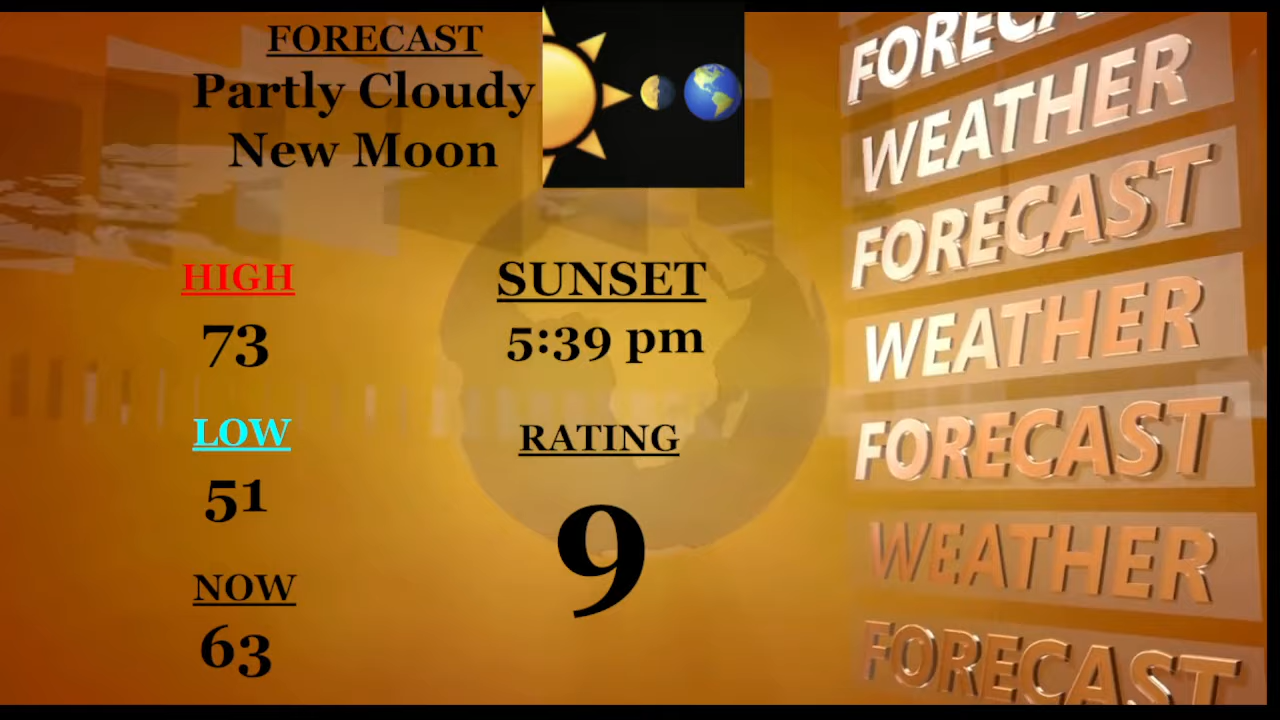 FORECAST
Partly Cloudy
New Moon
HIGH
73
LOW
51
NOW
63
SUNSET
5:39 pm
RATING
9
FORECA
WEATHER
FORECAST
WEATHER
FORECAST
WEATHER
FORECAST